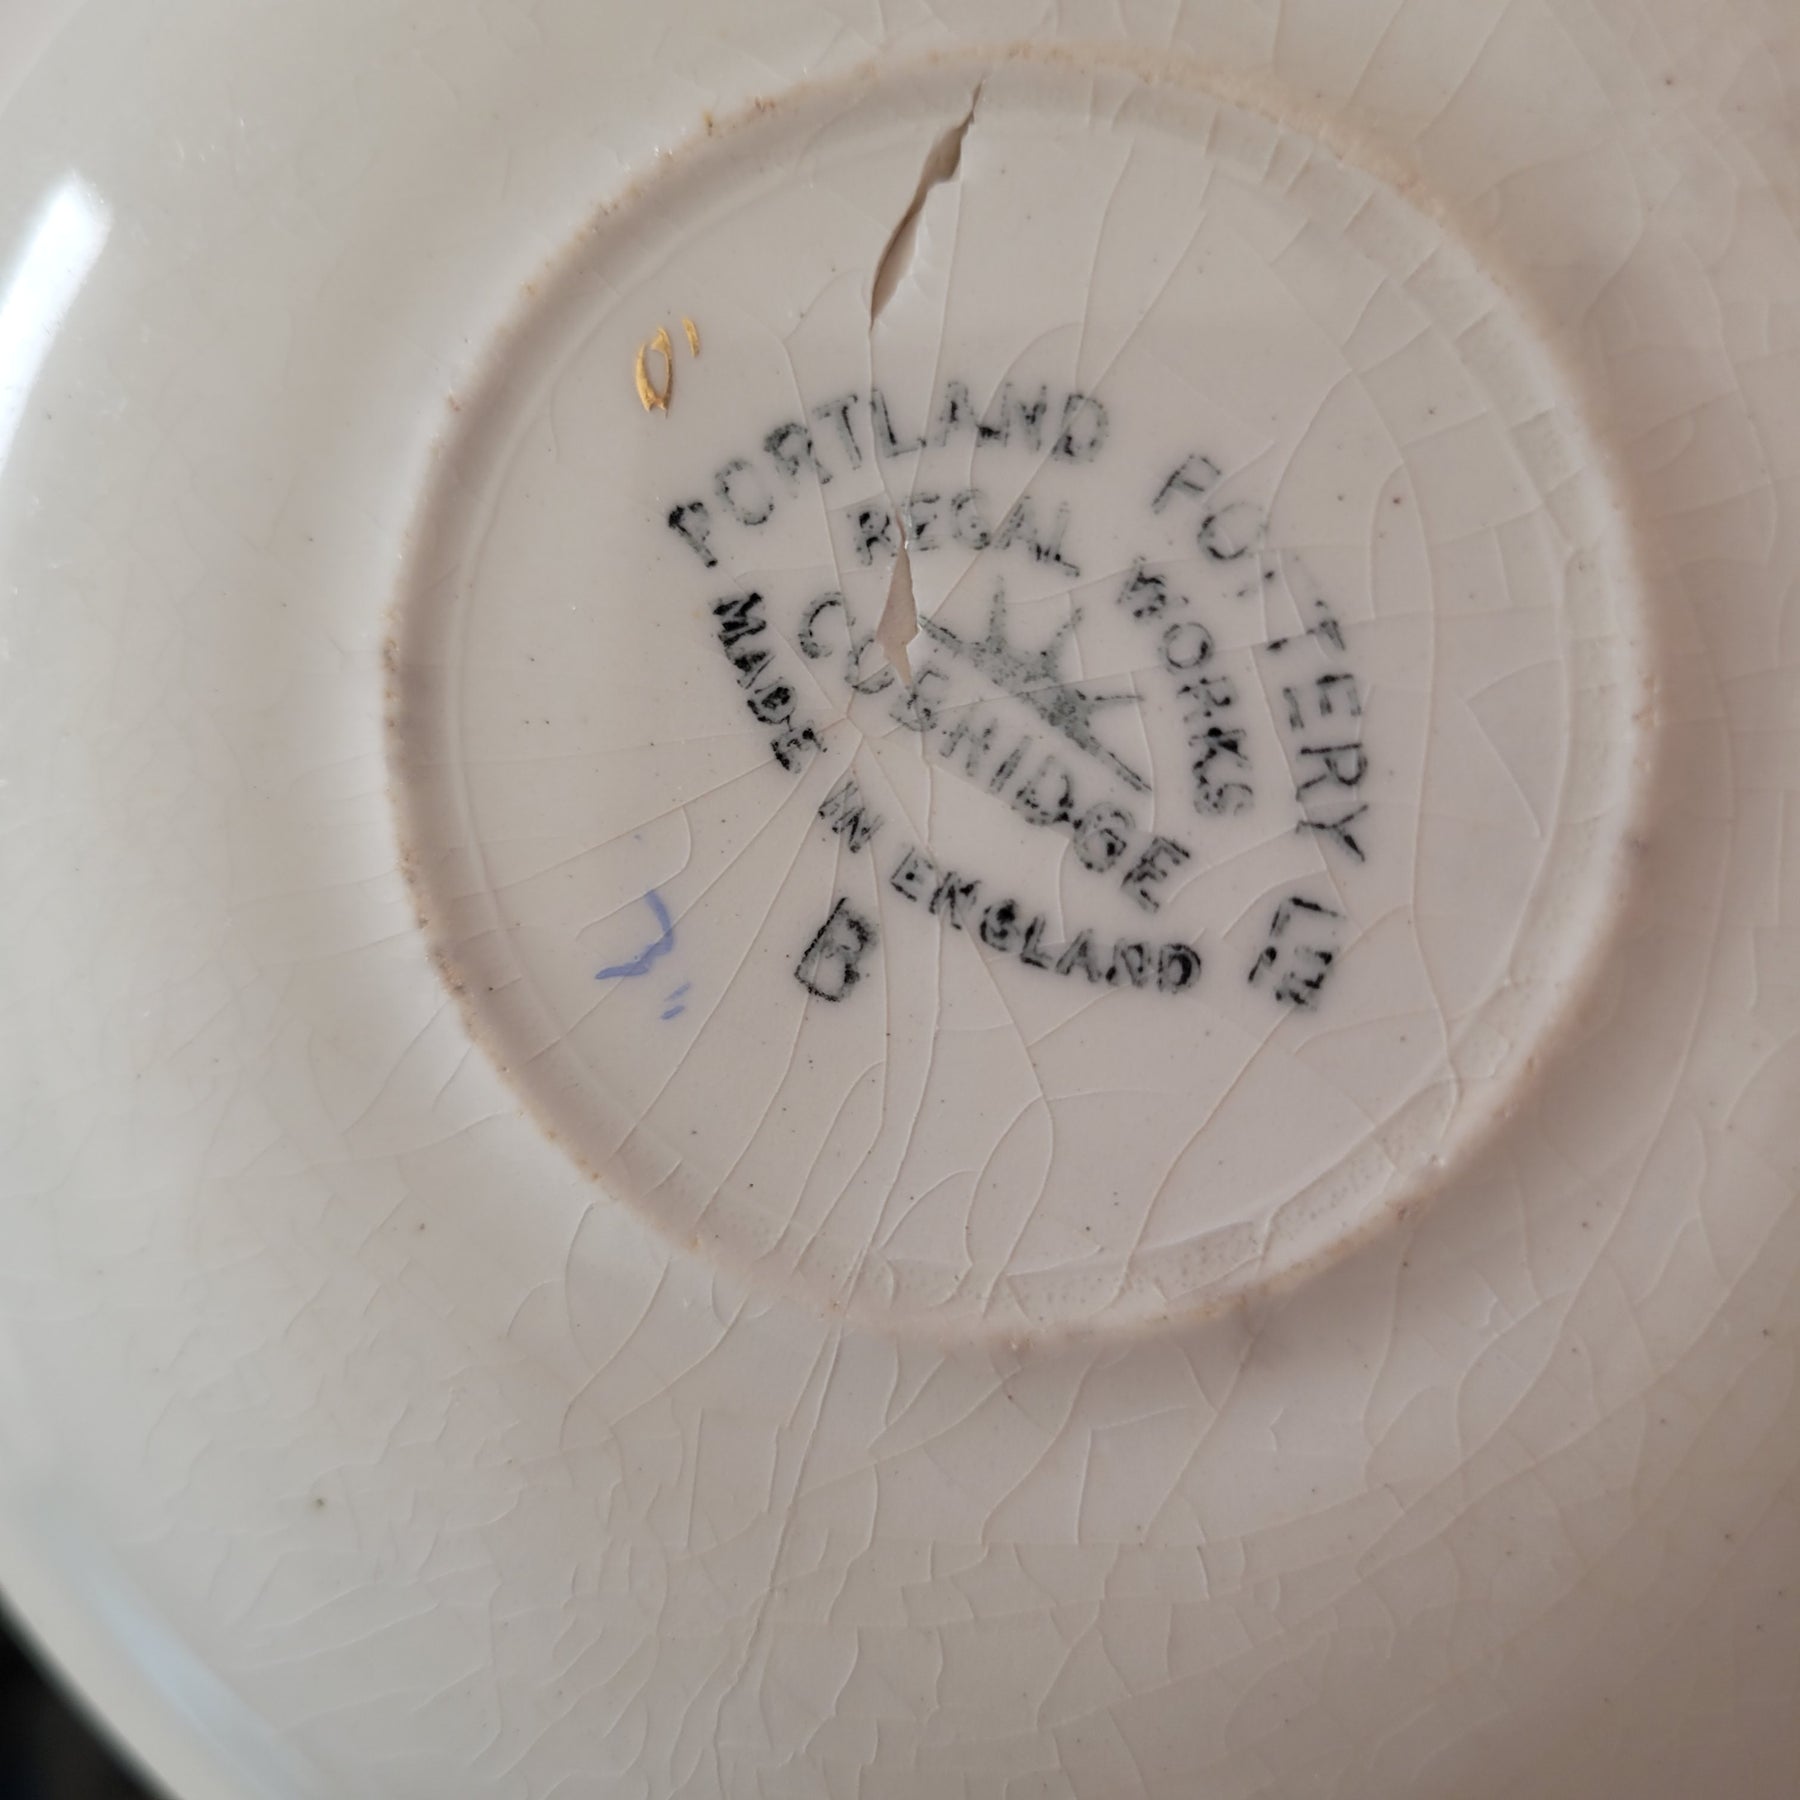 PORTLAND POTTERY LTD
REGAL WORKS
COBRIDGE
MADE IN ENGLAND
B